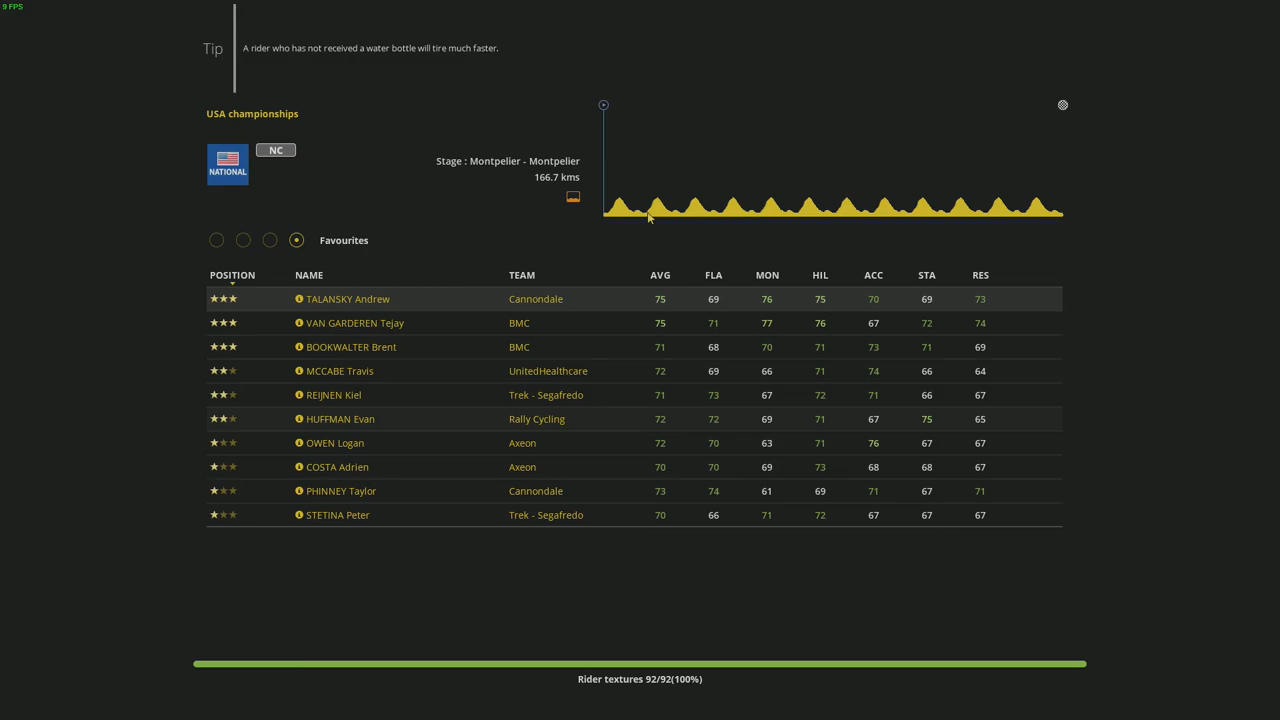 9 FPS
Tip
A rider who has not received a water bottle will tire much faster.
USA championships
NATIONAL
NC
Stage : Montpelier - Montpelier
166.7 kms
Favourites
POSITION NAME TEAM AVG FLA MON HIL ACC STA RES
TALANSKY Andrew Cannondale 75 69 76 75 70 69 73
VAN GARDEREN Tejay BMC 75 71 77 76 67 72 74
BOOKWALTER Brent BMC 71 68 70 71 73 71 69
MCCABE Travis UnitedHealthcare 72 69 66 71 74 66 64
REIJNEN Kiel Trek - Segafredo 71 73 67 72 71 66 67
HUFFMAN Evan Rally Cycling 72 72 69 71 67 75 65
OWEN Logan Axeon 72 70 63 71 76 67 67
COSTA Adrien Axeon 70 70 69 73 68 68 67
PHINNEY Taylor Cannondale 73 74 61 69 71 67 71
STETINA Peter Trek - Segafredo 70 66 71 72 67 67 67
Rider textures 92/92(100%)